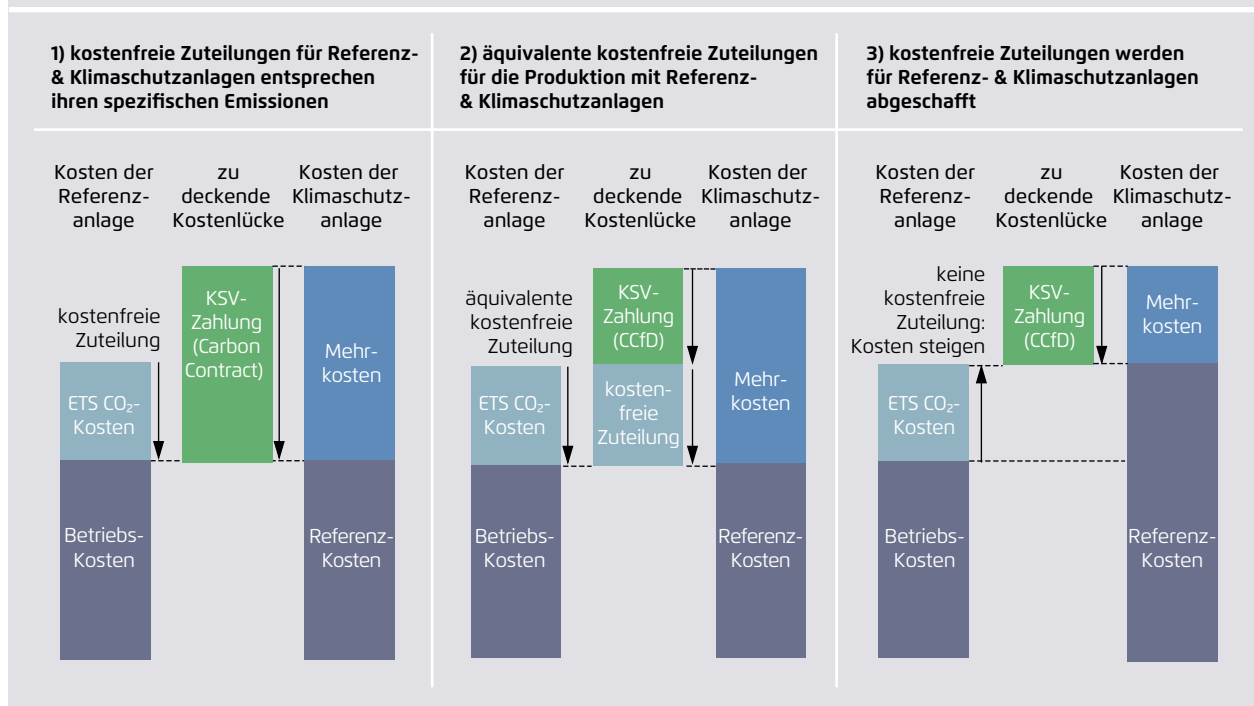 1) kostenfreie Zuteilungen für Referenz-
& Klimaschutzanlagen entsprechen
ihren spezifischen Emissionen
Kosten der
Referenz-
anlage
zu
deckende
Kostenlücke
Kosten der
Klimaschutz-
anlage
kostenfreie
Zuteilung
ETS CO₂-
Kosten
Betriebs-
Kosten
KSV-
Zahlung
(Carbon
Contract)
Mehr-
kosten
Referenz-
Kosten
2) äquivalente kostenfreie Zuteilungen
für die Produktion mit Referenz-
& Klimaschutzanlagen
Kosten der
Referenz-
anlage
zu
deckende
Kostenlücke
Kosten der
Klimaschutz-
anlage
äquivalente
kostenfreie
Zuteilung
ETS CO₂-
Kosten
Betriebs-
Kosten
KSV-
Zahlung
(CCfD)
kosten-
freie
Zuteilung
Mehr-
kosten
Referenz-
Kosten
3) kostenfreie Zuteilungen werden
für Referenz- & Klimaschutzanlagen
abgeschafft
Kosten der
Referenz-
anlage
zu
deckende
Kostenlücke
Kosten der
Klimaschutz-
anlage
keine
kostenfreie
Zuteilung:
Kosten steigen
ETS CO₂-
Kosten
Betriebs-
Kosten
KSV-
Zahlung
(CCfD)
Mehr-
kosten
Referenz-
Kosten